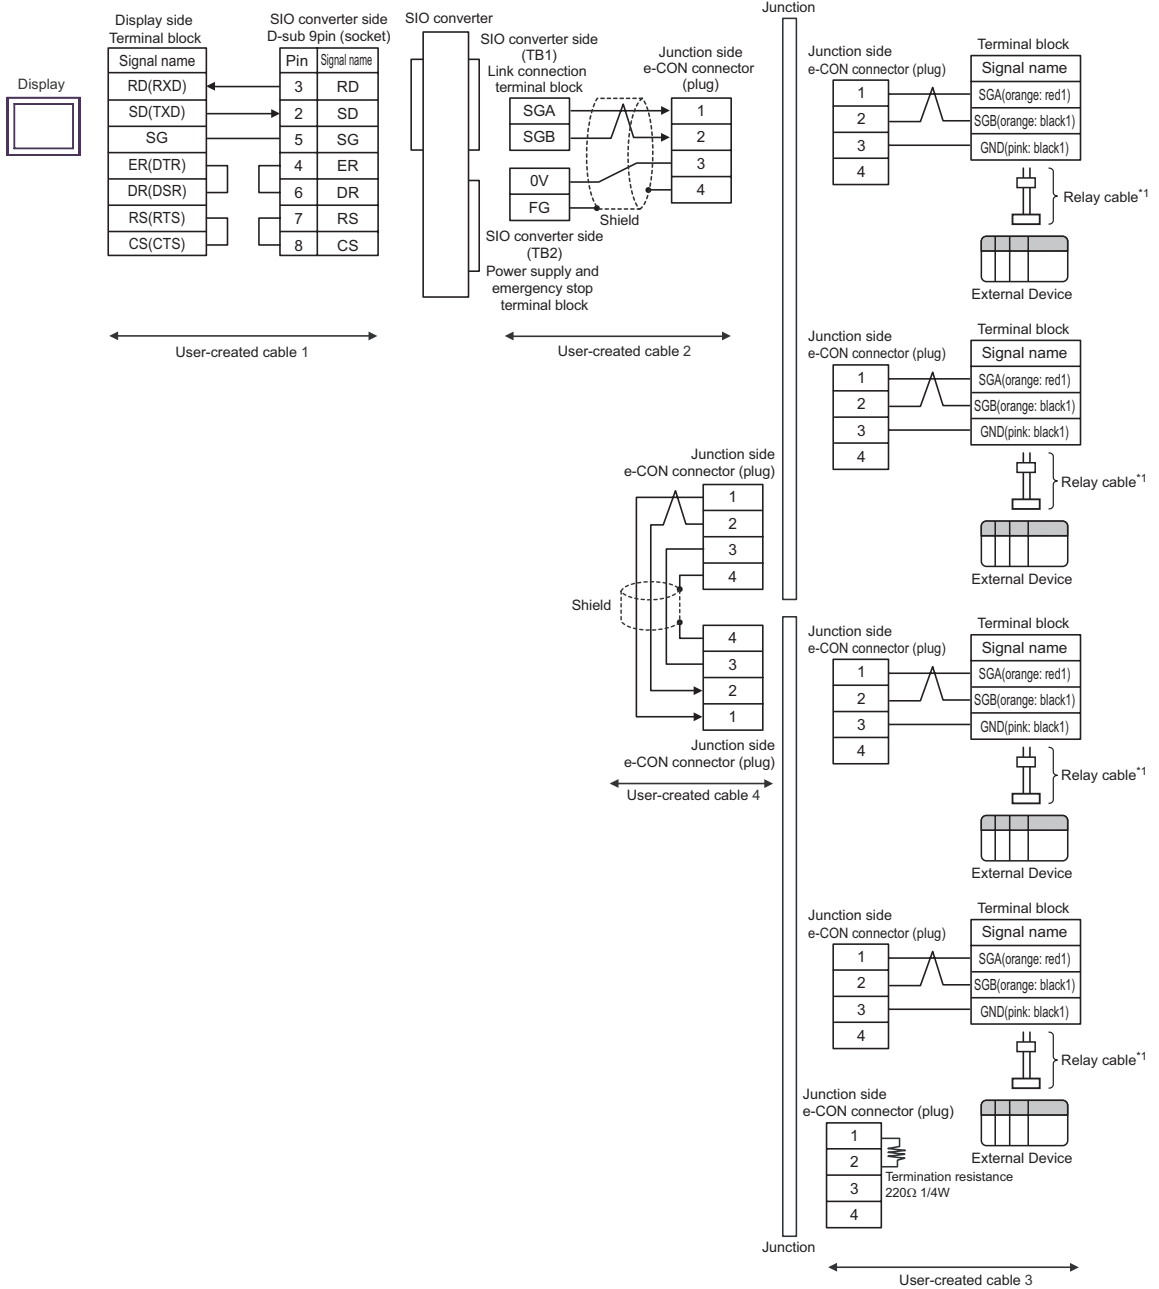 Display
Display side
Terminal block
Signal name
RD(RXD)
SD(TXD)
SG
ER(DTR)
DR(DSR)
RS(RTS)
CS(CTS)
SIO converter side
D-sub 9pin (socket)
Pin Signal name
3 RD
2 SD
5 SG
4 ER
6 DR
7 RS
8 CS
User-created cable 1
SIO converter
SIO converter side
(TB1)
Link connection
terminal block
SGA
SGB
0V
FG
Shield
SIO converter side
(TB2)
Power supply and
emergency stop
terminal block
Junction side
e-CON connector
(plug)
1
2
3
4
User-created cable 2
Junction
Junction side
e-CON connector (plug)
1
2
3
4
Terminal block
Signal name
SGA(orange: red1)
SGB(orange: black1)
GND(pink: black1)
Relay cable*1
External Device
Junction side
e-CON connector (plug)
1
2
3
4
Terminal block
Signal name
SGA(orange: red1)
SGB(orange: black1)
GND(pink: black1)
Relay cable*1
External Device
Junction side
e-CON connector (plug)
1
2
3
4
Shield
4
3
2
1
Junction side
e-CON connector (plug)
User-created cable 4
Junction side
e-CON connector (plug)
1
2
3
4
Terminal block
Signal name
SGA(orange: red1)
SGB(orange: black1)
GND(pink: black1)
Relay cable*1
External Device
Junction side
e-CON connector (plug)
1
2
3
4
Terminal block
Signal name
SGA(orange: red1)
SGB(orange: black1)
GND(pink: black1)
Relay cable*1
External Device
Junction side
e-CON connector (plug)
1
2
3
4
Termination resistance
220Ω 1/4W
Junction
User-created cable 3